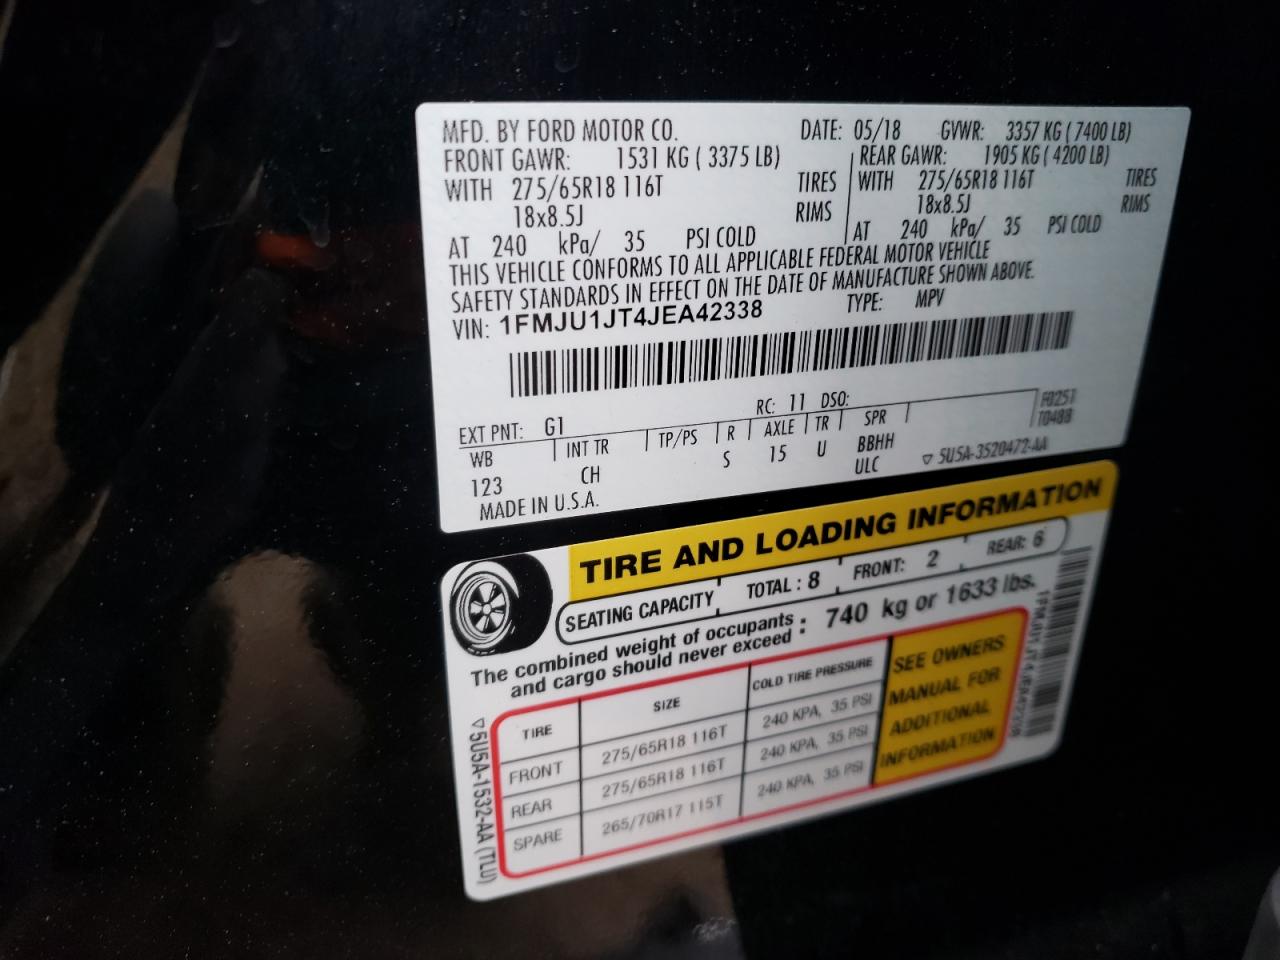 MFD. BY FORD MOTOR CO. DATE: 05/18 GVWR: 3357 KG ( 7400 LB)
FRONT GAWR: 1531 KG ( 3375 LB) REAR GAWR: 1905 KG ( 4200 LB)
WITH 275/65R18 116T TIRES WITH 275/65R18 116T TIRES
18x8.5J RIMS 18x8.5J RIMS
AT 240 kPa/ 35 PSI COLD AT 240 kPa/ 35 PSI COLD
THIS VEHICLE CONFORMS TO ALL APPLICABLE FEDERAL MOTOR VEHICLE
SAFETY STANDARDS IN EFFECT ON THE DATE OF MANUFACTURE SHOWN ABOVE.
VIN: 1FMJU1JT4JEA42338 TYPE: MPV
EXT PNT: G1 RC: 11 DSO: F0251
WB INT TR TP/PS R AXLE TR SPR T0488
123 CH S 15 U BBHH
ULC ▽ 5U5A-3520472-AA
MADE IN U.S.A.
TIRE AND LOADING INFORMATION
SEATING CAPACITY TOTAL : 8 FRONT: 2 REAR: 6
The combined weight of occupants and cargo should never exceed : 740 kg or 1633 lbs.
TIRE SIZE COLD TIRE PRESSURE
FRONT 275/65R18 116T 240 KPA, 35 PSI
REAR 275/65R18 116T 240 KPA, 35 PSI
SPARE 265/70R17 115T 240 KPA, 35 PSI
SEE OWNERS
MANUAL FOR
ADDITIONAL
INFORMATION
▽ 5U5A-1532-AA (TLU)
1FMJU1JT4JEA42338